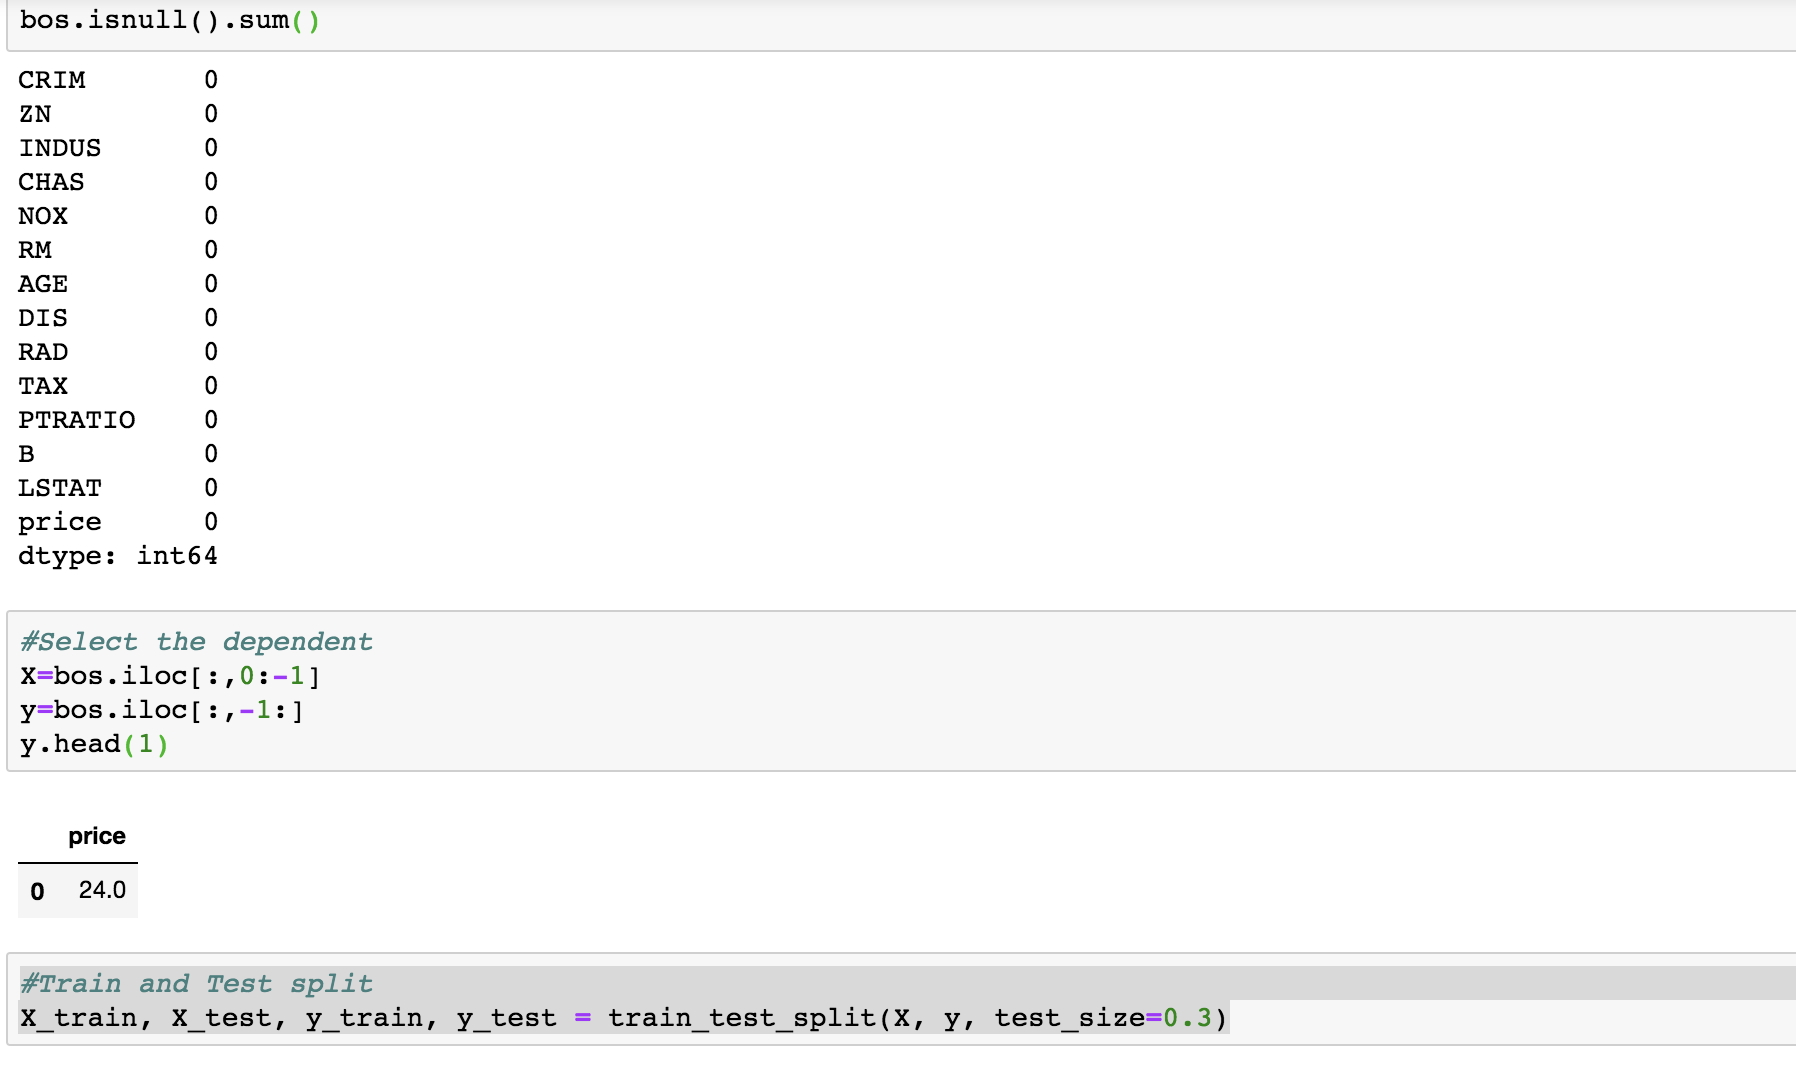 bos.isnull().sum()
CRIM 0
ZN 0
INDUS 0
CHAS 0
NOX 0
RM 0
AGE 0
DIS 0
RAD 0
TAX 0
PTRATIO 0
B 0
LSTAT 0
price 0
dtype: int64
#Select the dependent
X=bos.iloc[:,0:-1]
y=bos.iloc[:,-1:]
y.head(1)
price
0 24.0
#Train and Test split
X_train, X_test, y_train, y_test = train_test_split(X, y, test_size=0.3)